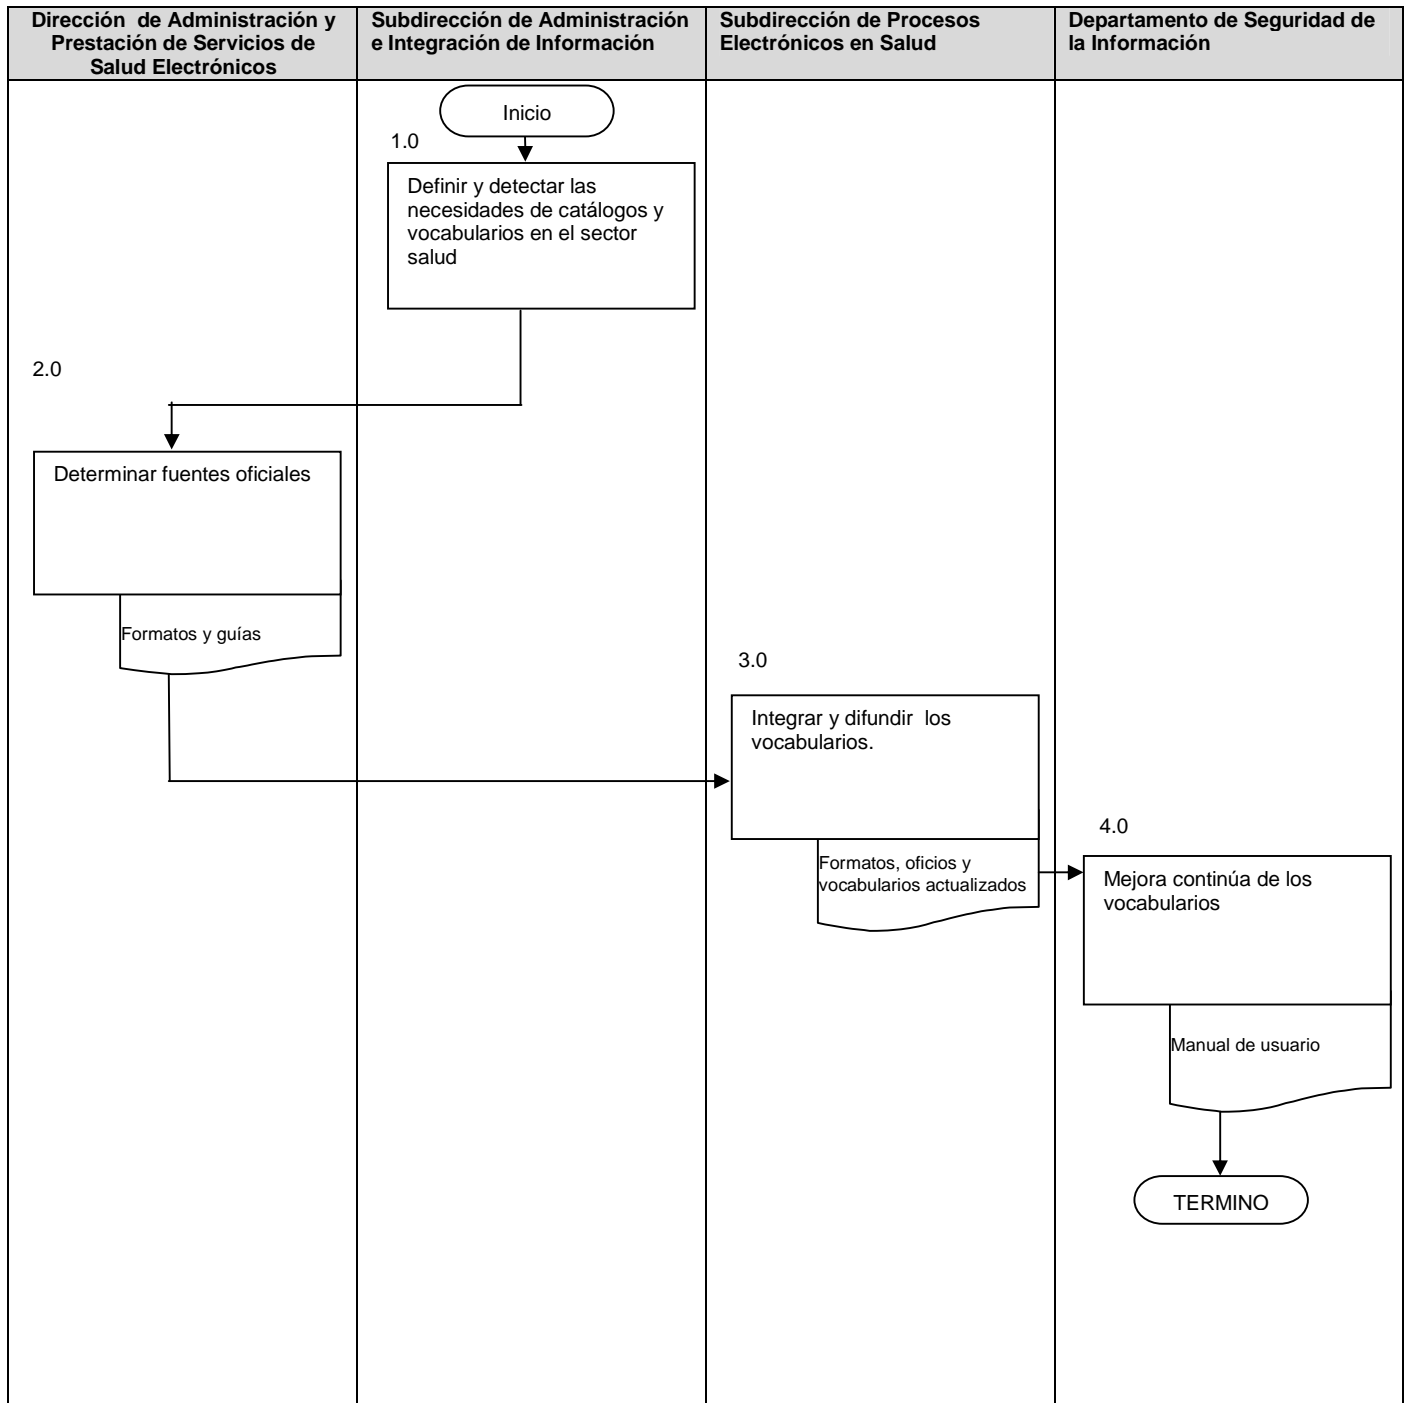 Dirección  de Administración y
Prestación de Servicios de
Salud Electrónicos
Subdirección de Administración
e Integración de Información
Subdirección de Procesos
Electrónicos en Salud
Departamento de Seguridad de
la Información
Inicio
1.0
Definir y detectar las
necesidades de catálogos y
vocabularios en el sector
salud
2.0
Determinar fuentes oficiales
Formatos y guías
3.0
Integrar y difundir  los
vocabularios.
Formatos, oficios y
vocabularios actualizados
4.0
Mejora continúa de los
vocabularios
Manual de usuario
TERMINO